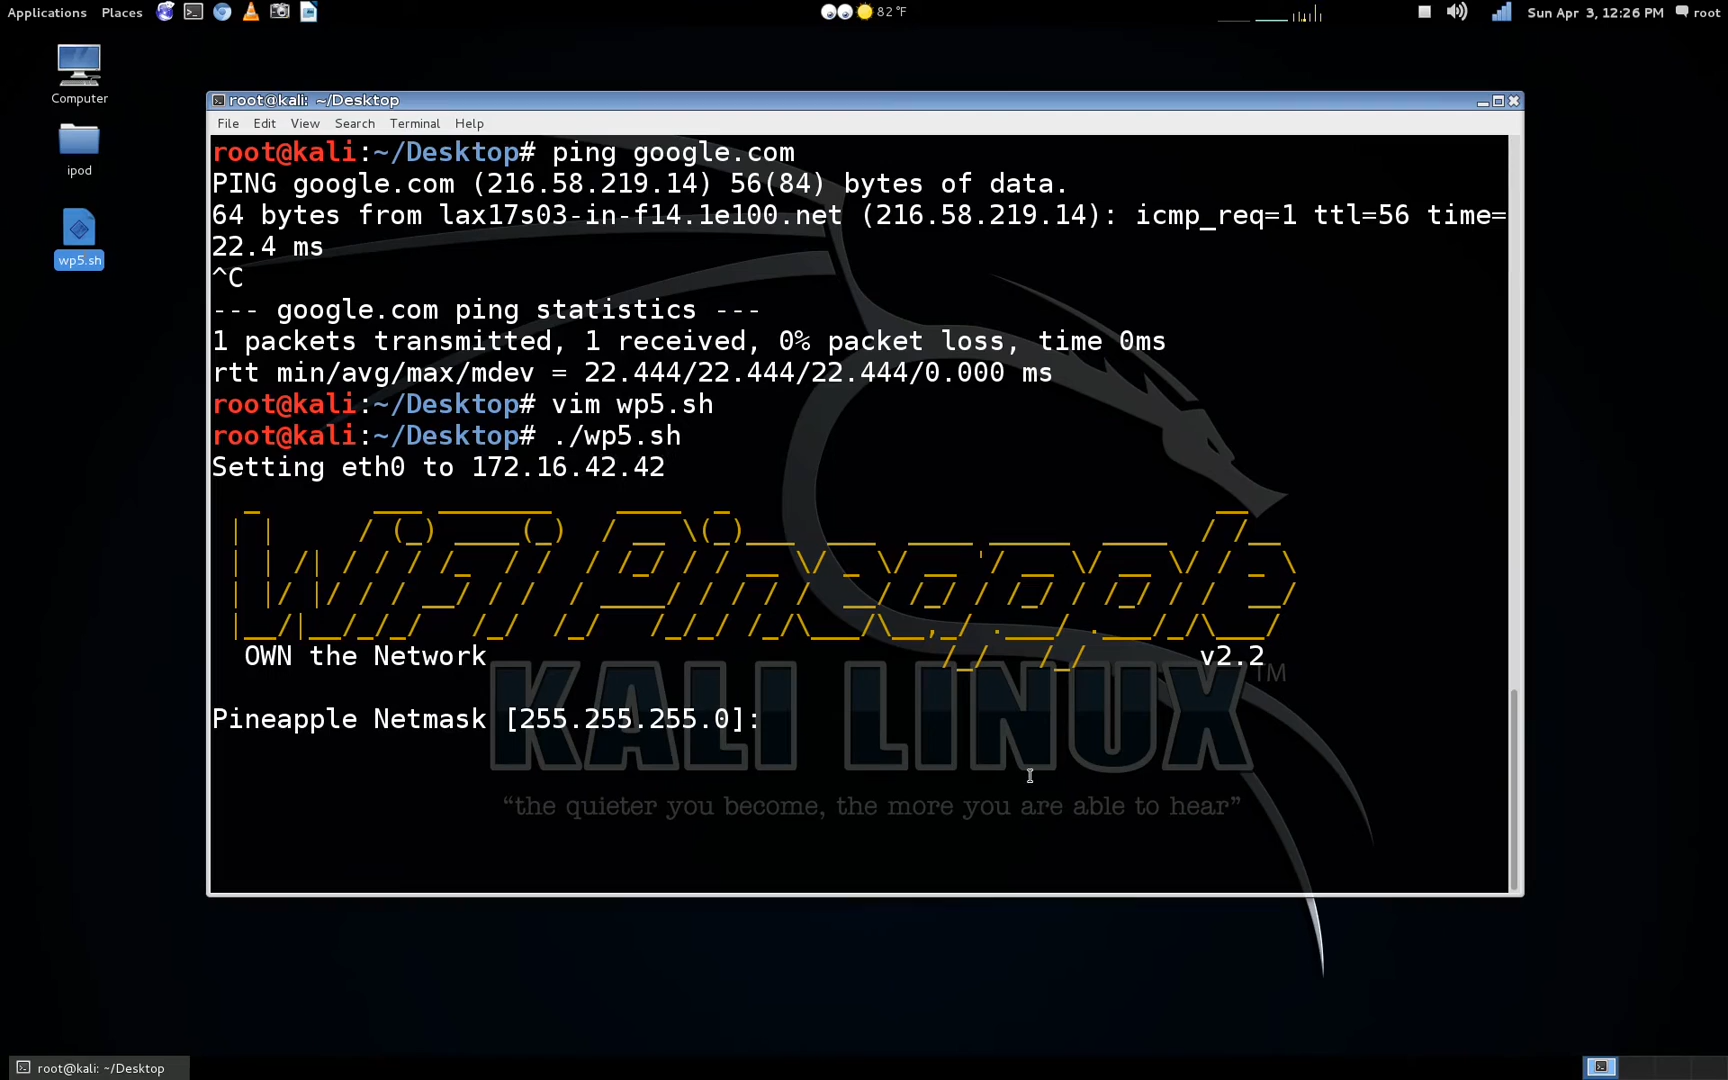 Applications Places 82 °F Sun Apr 3, 12:26 PM root
Computer
ipod
wp5.sh
root@kali: ~/Desktop
File Edit View Search Terminal Help
root@kali:~/Desktop# ping google.com
PING google.com (216.58.219.14) 56(84) bytes of data.
64 bytes from lax17s03-in-f14.1e100.net (216.58.219.14): icmp_req=1 ttl=56 time=
22.4 ms
^C
--- google.com ping statistics ---
1 packets transmitted, 1 received, 0% packet loss, time 0ms
rtt min/avg/max/mdev = 22.444/22.444/22.444/0.000 ms
root@kali:~/Desktop# vim wp5.sh
root@kali:~/Desktop# ./wp5.sh
Setting eth0 to 172.16.42.42
WiFi Pineapple
OWN the Network v2.2
Pineapple Netmask [255.255.255.0]:
KALI LINUX TM
“the quieter you become, the more you are able to hear”
root@kali: ~/Desktop